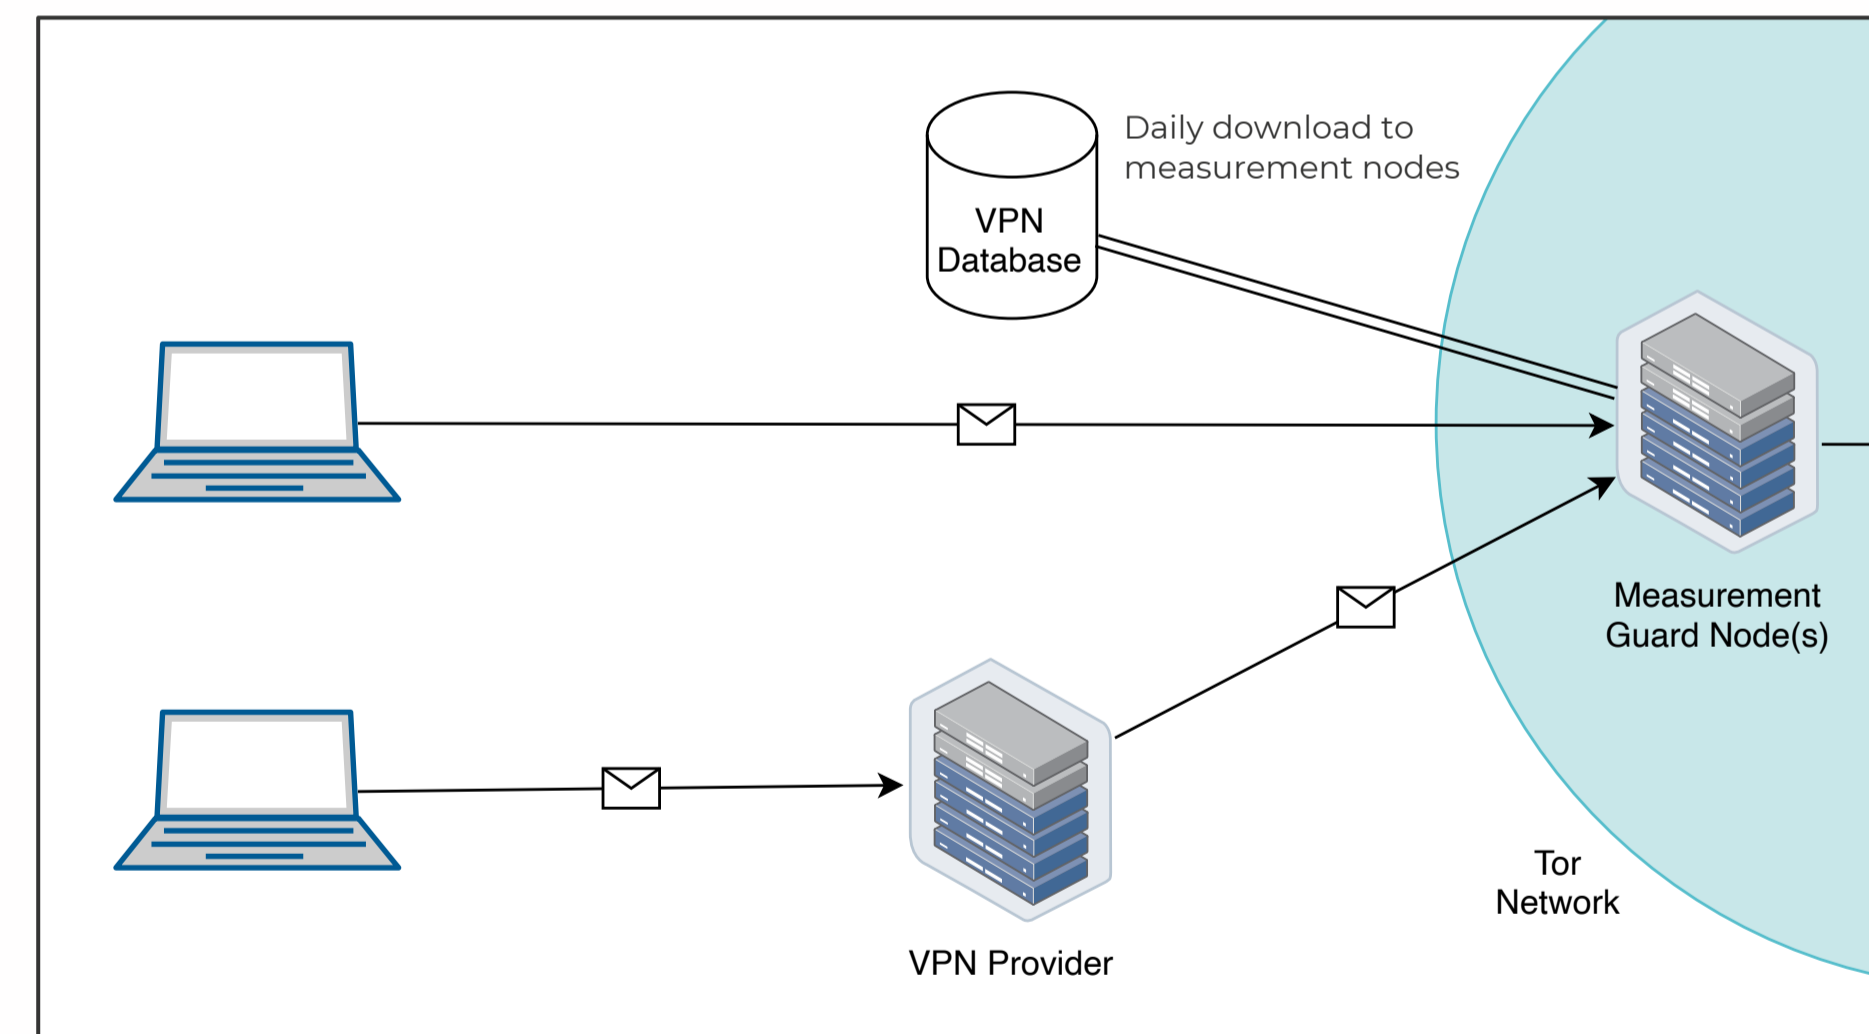 Daily download to
measurement nodes
VPN
Database
Measurement
Guard Node(s)
Tor
Network
VPN Provider